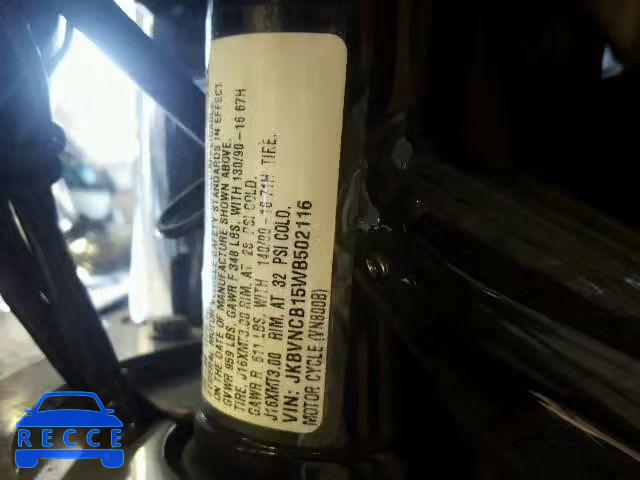 MOTOR VEHICLE SAFETY STANDARDS IN EFFECT
ON THE DATE OF MANUFACTURE SHOWN ABOVE.
GVWR 959 LBS. GAWR F 348 LBS. WITH 130/90-16 67H
TIRE, J16XMT3.00 RIM, AT 28 PSI COLD.
GAWR R 611 LBS. WITH 140/90-16 71H TIRE,
J16XMT3.00 RIM, AT 32 PSI COLD.
VIN: JKBVNCB15WB502116
MOTOR CYCLE (VN800B)
RECCE